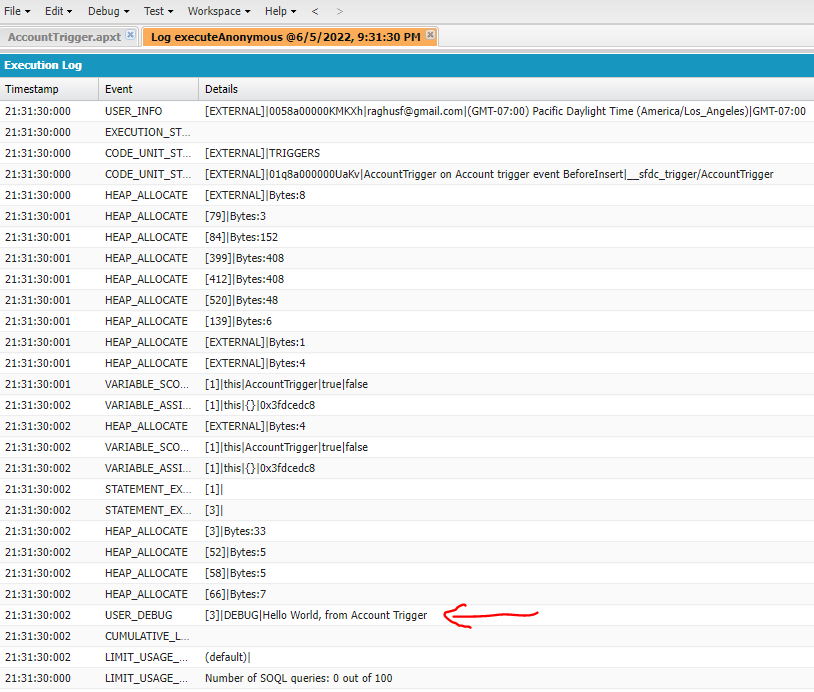 File Edit Debug Test Workspace Help < >
AccountTrigger.apxt Log executeAnonymous @6/5/2022, 9:31:30 PM
Execution Log
Timestamp Event Details
21:31:30:000 USER_INFO [EXTERNAL]|0058a00000KMKXh|raghusf@gmail.com|(GMT-07:00) Pacific Daylight Time (America/Los_Angeles)|GMT-07:00
21:31:30:000 EXECUTION_ST...
21:31:30:000 CODE_UNIT_ST... [EXTERNAL]|TRIGGERS
21:31:30:000 CODE_UNIT_ST... [EXTERNAL]|01q8a000000UaKv|AccountTrigger on Account trigger event BeforeInsert|__sfdc_trigger/AccountTrigger
21:31:30:000 HEAP_ALLOCATE [EXTERNAL]|Bytes:8
21:31:30:001 HEAP_ALLOCATE [79]|Bytes:3
21:31:30:001 HEAP_ALLOCATE [84]|Bytes:152
21:31:30:001 HEAP_ALLOCATE [399]|Bytes:408
21:31:30:001 HEAP_ALLOCATE [412]|Bytes:408
21:31:30:001 HEAP_ALLOCATE [520]|Bytes:48
21:31:30:001 HEAP_ALLOCATE [139]|Bytes:6
21:31:30:001 HEAP_ALLOCATE [EXTERNAL]|Bytes:1
21:31:30:001 HEAP_ALLOCATE [EXTERNAL]|Bytes:4
21:31:30:001 VARIABLE_SCO... [1]|this|AccountTrigger|true|false
21:31:30:002 VARIABLE_ASSI... [1]|this|{}|0x3fdcedc8
21:31:30:002 HEAP_ALLOCATE [EXTERNAL]|Bytes:4
21:31:30:002 VARIABLE_SCO... [1]|this|AccountTrigger|true|false
21:31:30:002 VARIABLE_ASSI... [1]|this|{}|0x3fdcedc8
21:31:30:002 STATEMENT_EX... [1]|
21:31:30:002 STATEMENT_EX... [3]|
21:31:30:002 HEAP_ALLOCATE [3]|Bytes:33
21:31:30:002 HEAP_ALLOCATE [52]|Bytes:5
21:31:30:002 HEAP_ALLOCATE [58]|Bytes:5
21:31:30:002 HEAP_ALLOCATE [66]|Bytes:7
21:31:30:002 USER_DEBUG [3]|DEBUG|Hello World, from Account Trigger
21:31:30:002 CUMULATIVE_L...
21:31:30:002 LIMIT_USAGE_... (default)|
21:31:30:000 LIMIT_USAGE_... Number of SOQL queries: 0 out of 100